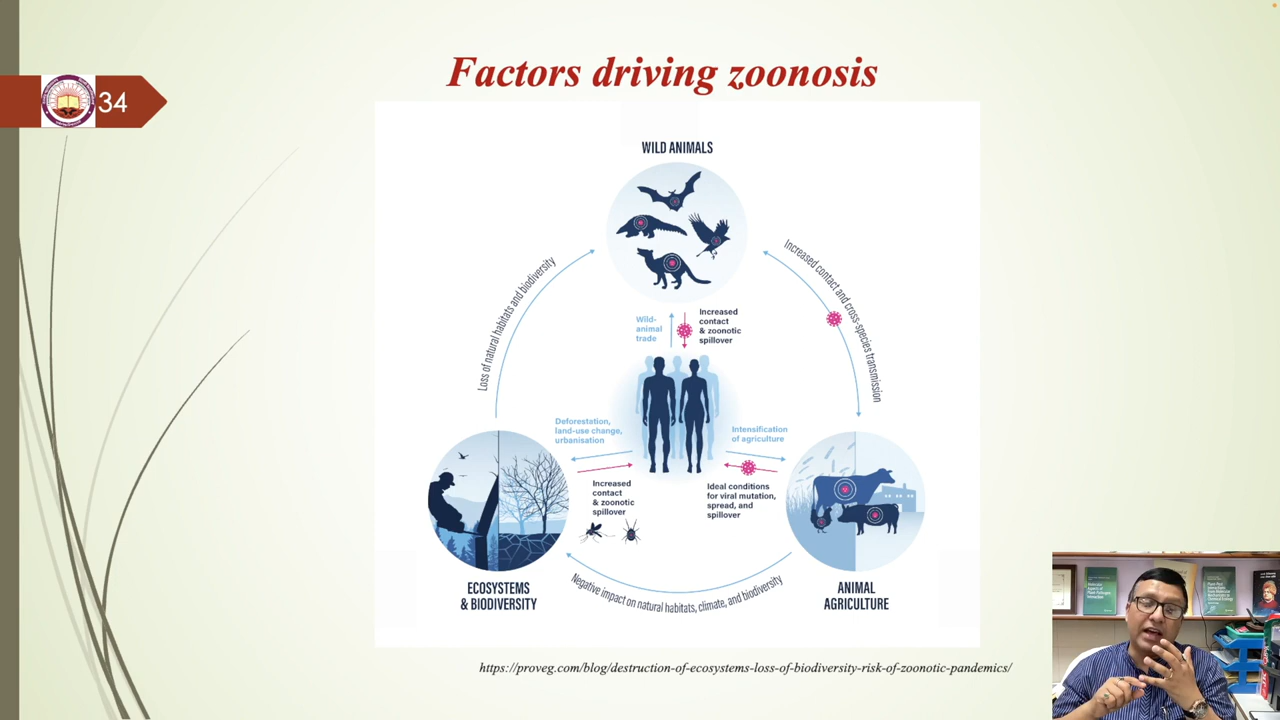 Factors driving zoonosis
34
WILD ANIMALS
Loss of natural habitats and biodiversity
Increased contact and cross-species transmission
Wild-
animal
trade
Increased
contact
& zoonotic
spillover
Deforestation,
land-use change,
urbanisation
Intensification
of agriculture
Increased
contact
& zoonotic
spillover
Ideal conditions
for viral mutation,
spread, and
spillover
Negative impact on natural habitats, climate, and biodiversity
ECOSYSTEMS
& BIODIVERSITY
ANIMAL
AGRICULTURE
https://proveg.com/blog/destruction-of-ecosystems-loss-of-biodiversity-risk-of-zoonotic-pandemics/